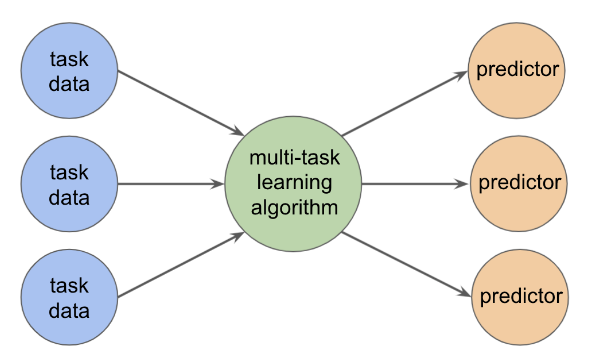 task
data
task
data
task
data
multi-task
learning
algorithm
predictor
predictor
predictor